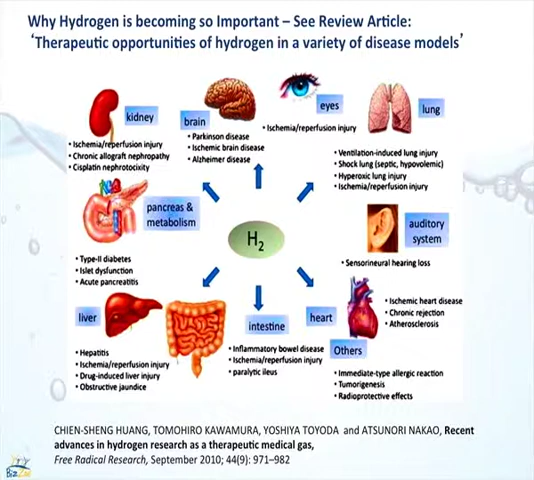 Why Hydrogen is becoming so Important – See Review Article:
‘Therapeutic opportunities of hydrogen in a variety of disease models’
kidney
• Ischemia/reperfusion injury
• Chronic allograft nephropathy
• Cisplatin nephrotocixity
brain
• Parkinson disease
• Ischemic brain disease
• Alzheimer disease
eyes
• Ischemia/reperfusion injury
lung
• Ventilation-induced lung injury
• Shock lung (septic, hypovolemic)
• Hyperoxic lung injury
• Ischemia/reperfusion injury
pancreas &
metabolism
• Type-II diabetes
• Islet dysfunction
• Acute pancreatitis
H2
auditory
system
• Sensorineural hearing loss
liver
• Hepatitis
• Ischemia/reperfusion injury
• Drug-induced liver injury
• Obstructive jaundice
intestine
• Inflammatory bowel disease
• Ischemia/reperfusion injury
• paralytic ileus
heart
• Ischemic heart disease
• Chronic rejection
• Atherosclerosis
Others
• Immediate-type allergic reaction
• Tumorigenesis
• Radioprotective effects
CHIEN-SHENG HUANG, TOMOHIRO KAWAMURA, YOSHIYA TOYODA and ATSUNORI NAKAO, Recent
advances in hydrogen research as a therapeutic medical gas,
Free Radical Research, September 2010; 44(9): 971–982